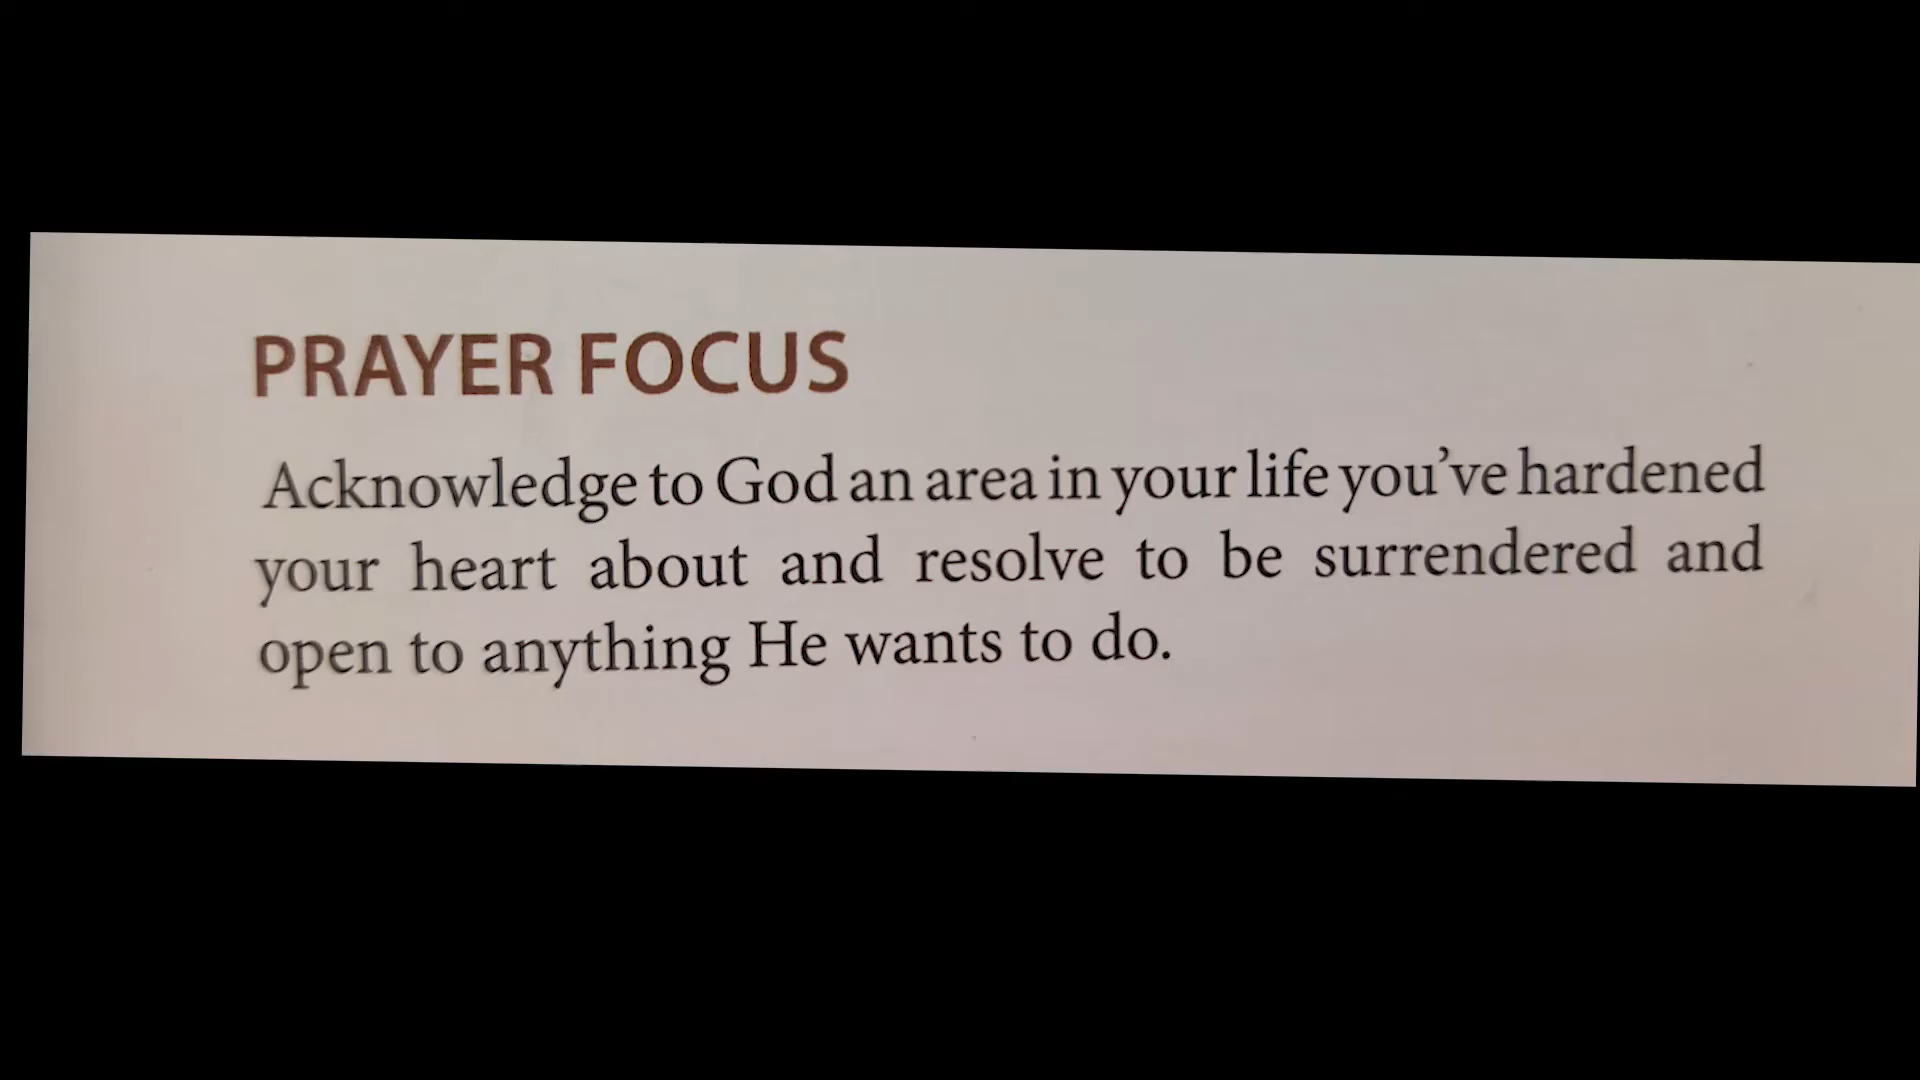 PRAYER FOCUS
Acknowledge to God an area in your life you've hardened
your heart about and resolve to be surrendered and
open to anything He wants to do.